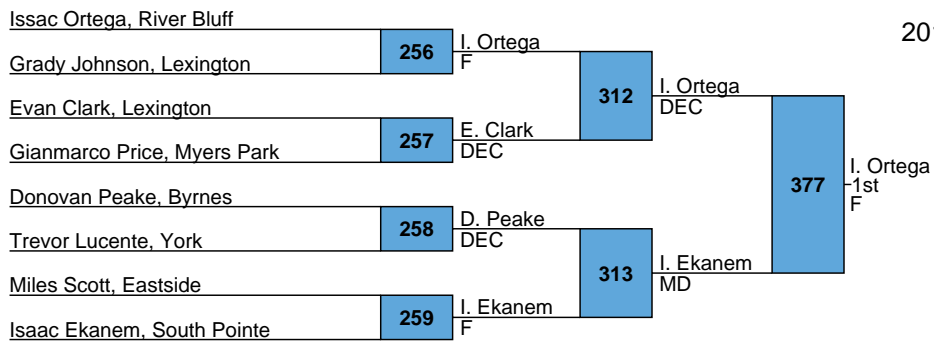 Issac Ortega, River Bluff
256
I. Ortega
F
Grady Johnson, Lexington
312
I. Ortega
DEC
Evan Clark, Lexington
257
E. Clark
DEC
Gianmarco Price, Myers Park
377
I. Ortega
1st
F
Donovan Peake, Byrnes
258
D. Peake
DEC
Trevor Lucente, York
313
I. Ekanem
MD
Miles Scott, Eastside
259
I. Ekanem
F
Isaac Ekanem, South Pointe